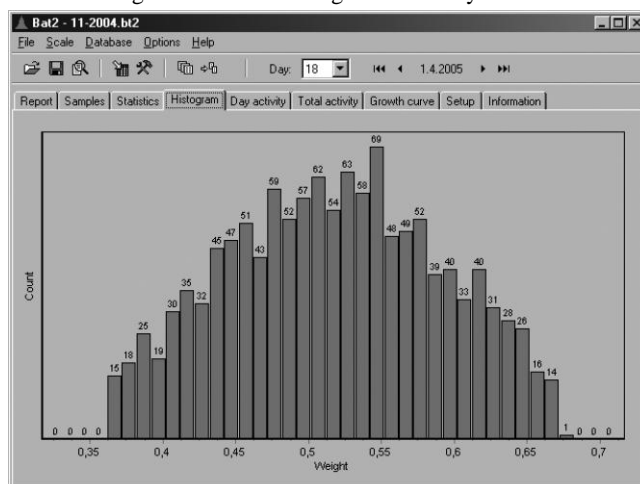 Bat2 - 11-2004.bt2
File Scale Database Options Help
Day: 18 1.4.2005
Report Samples Statistics Histogram Day activity Total activity Growth curve Setup Information
Count
0 0 0 0 15 18 25 19 30 35 32 45 47 51 43 59 52 57 62 54 63 58 69 48 49 52 39 40 33 40 31 28 26 16 14 1 0 0 0
0,35 0,4 0,45 0,5 0,55 0,6 0,65 0,7
Weight